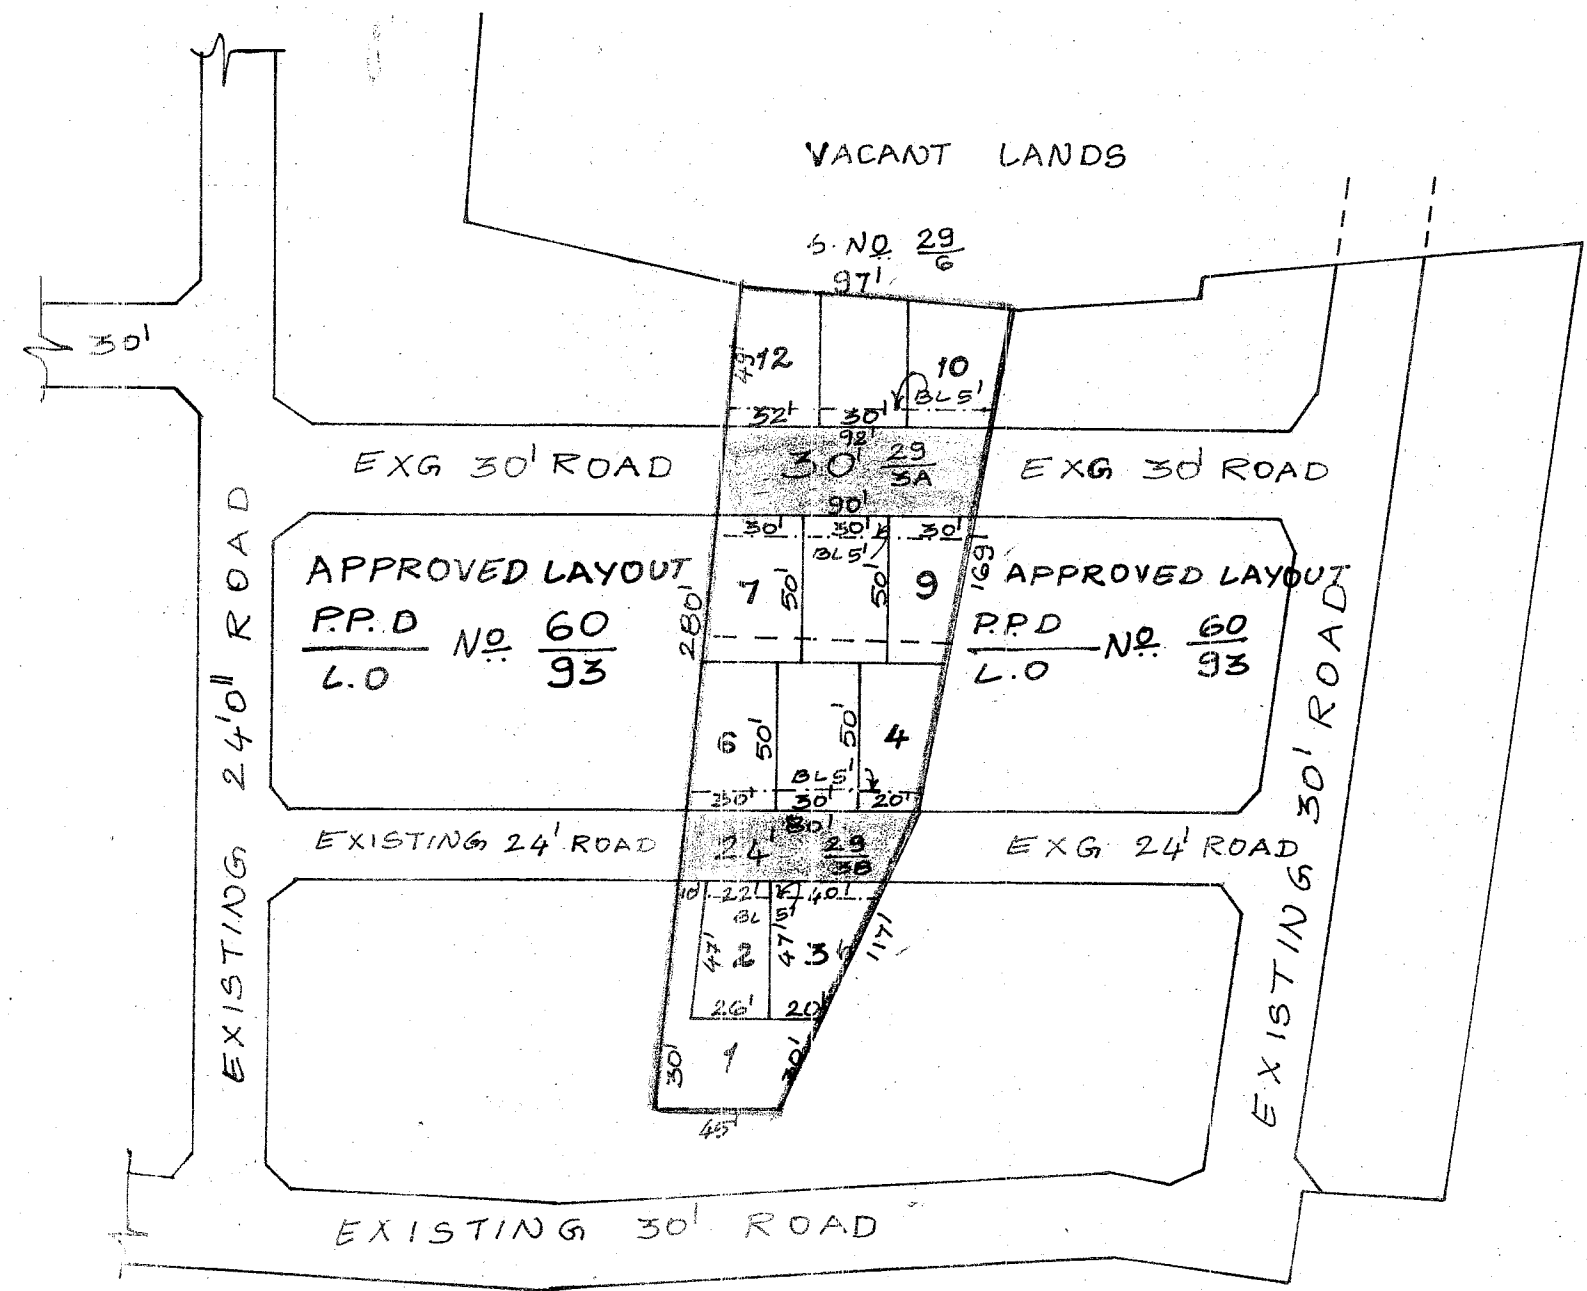 VACANT LANDS
S. NO 29/6
97'
30'
49'
12
10
BL 5'
32'
30'
92'
EXG 30' ROAD
30'
29/3A
EXG 30' ROAD
90'
30'
30'
30'
BL 5'
APPROVED LAYOUT
P.P.D/L.O NO 60/93
7
50'
50'
9
169'
APPROVED LAYOUT
P.P.D/L.O NO 60/93
280'
6
50'
50'
4
BL 5'
30'
30'
20'
80'
EXISTING 24' ROAD
24'
29/3B
EXG 24' ROAD
10'
22'
40'
BL 5'
47'
2
47'
3
117'
26'
20'
30'
1
30'
45'
EXISTING 24'0" ROAD
EXISTING 30' ROAD
EXISTING 30' ROAD